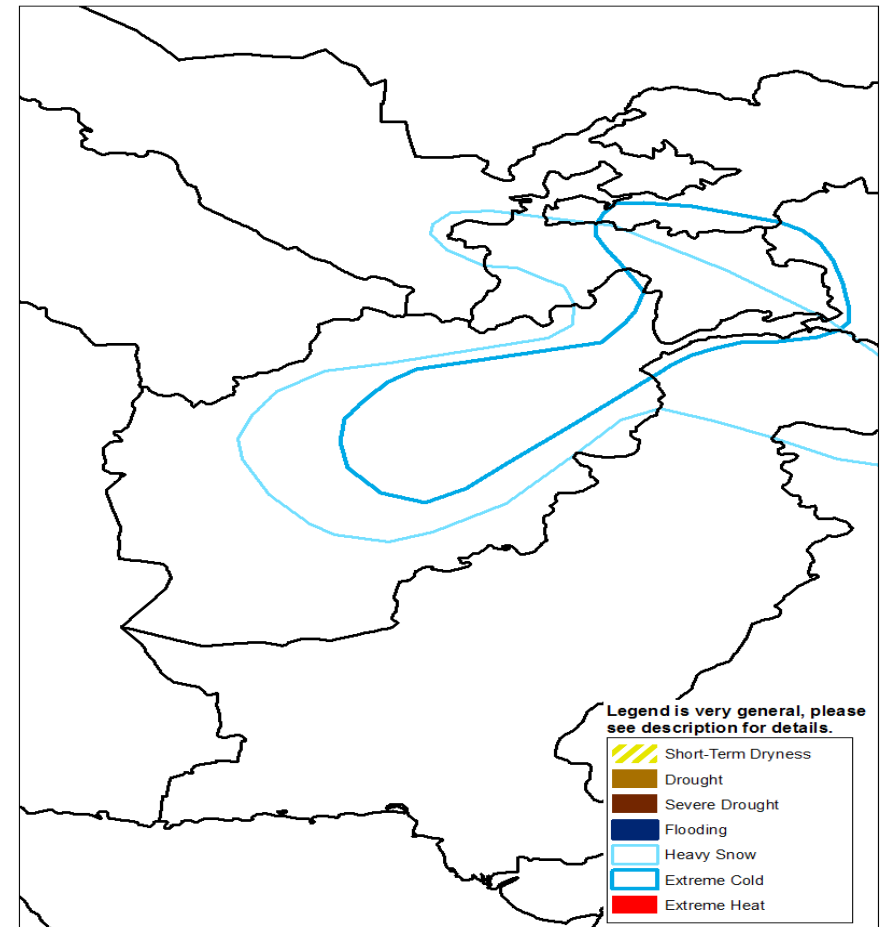 Legend is very general, please
see description for details.
Short-Term Dryness
Drought
Severe Drought
Flooding
Heavy Snow
Extreme Cold
Extreme Heat